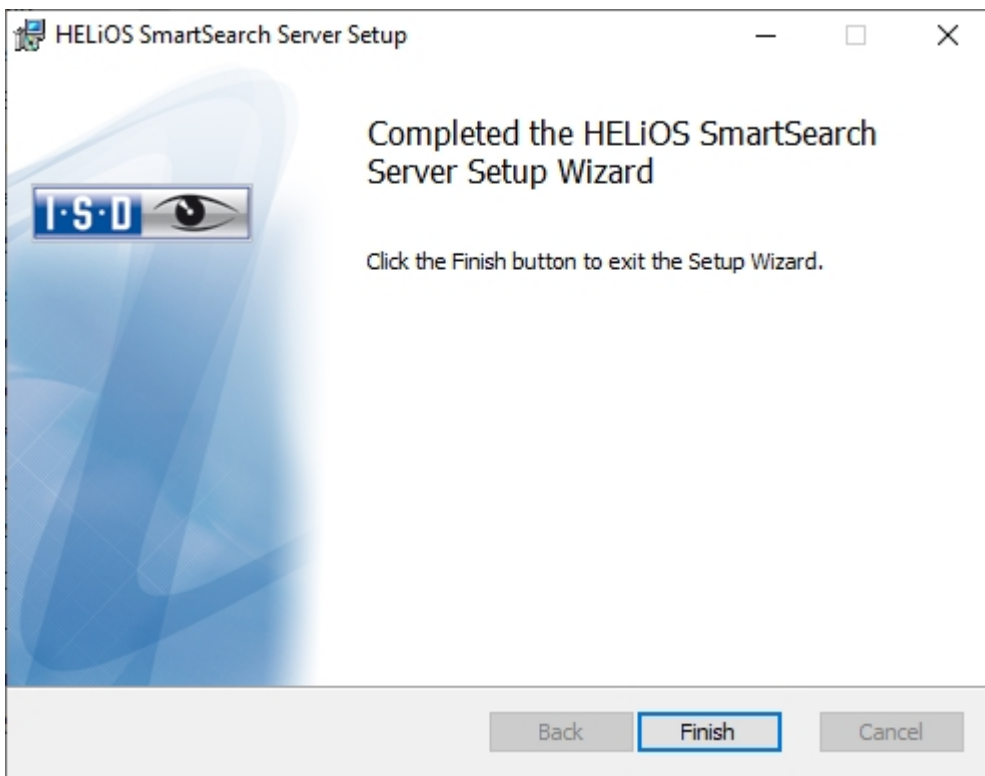 HELiOS SmartSearch Server Setup
Completed the HELiOS SmartSearch
Server Setup Wizard
I·S·D
Click the Finish button to exit the Setup Wizard.
Back
Finish
Cancel